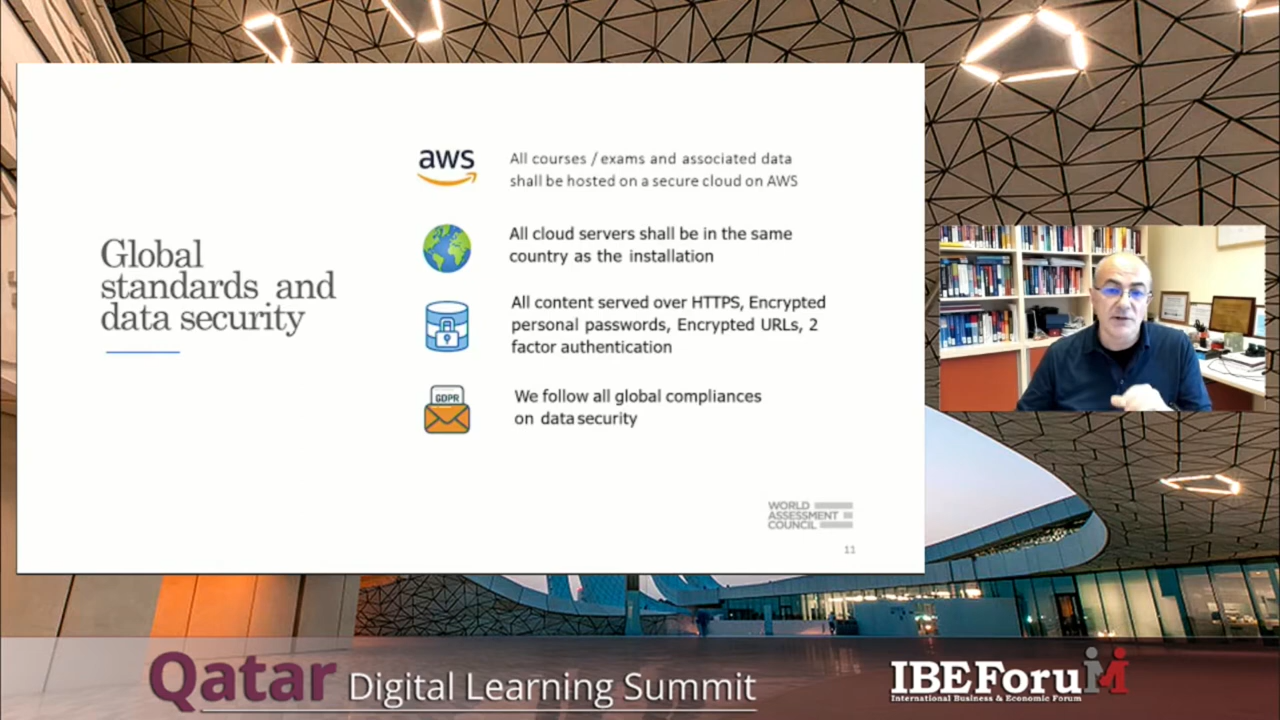 Global
standards and
data security
aws
All courses / exams and associated data
shall be hosted on a secure cloud on AWS
All cloud servers shall be in the same
country as the installation
All content served over HTTPS, Encrypted
personal passwords, Encrypted URLs, 2
factor authentication
GDPR
We follow all global compliances
on data security
WORLD
ASSESSMENT
COUNCIL
11
Qatar Digital Learning Summit
IBEForuM
International Business & Economic Forum